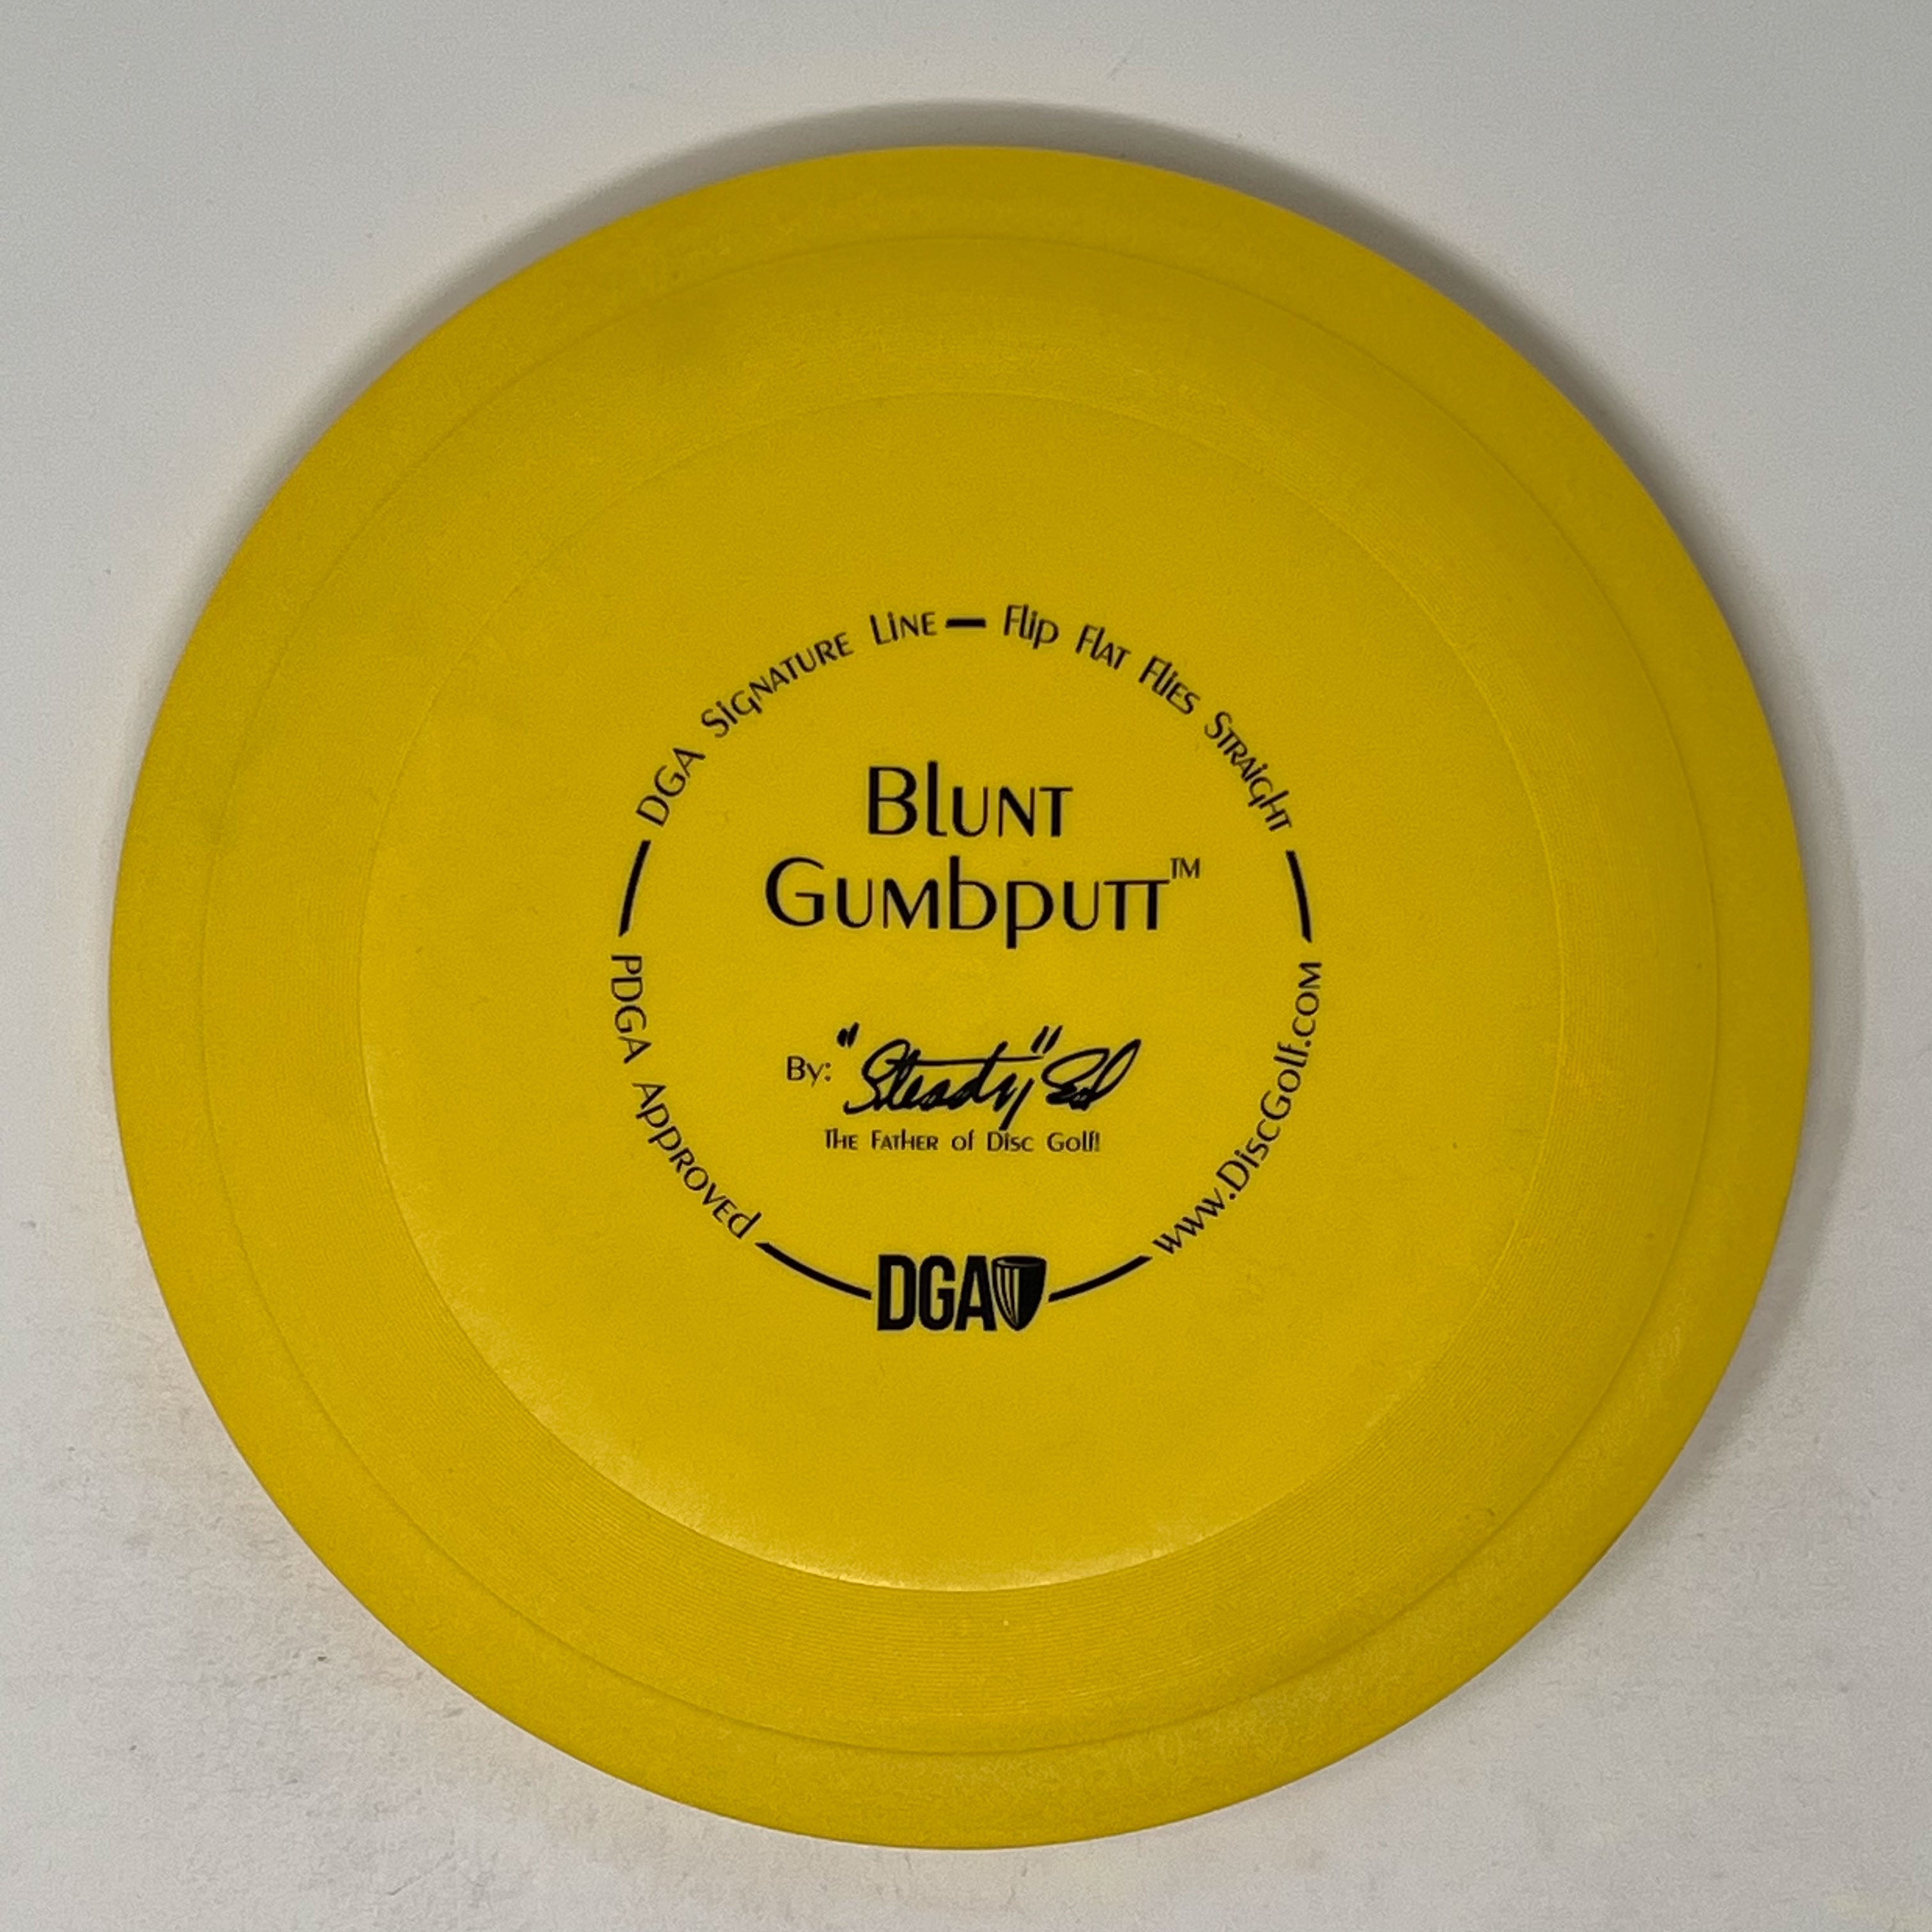 DGA Signature Line — Flip Flat Flies Straight
Blunt
Gumbputt™
By: "Steady" Ed
The Father of Disc Golf!
PDGA Approved
www.DiscGolf.com
DGA